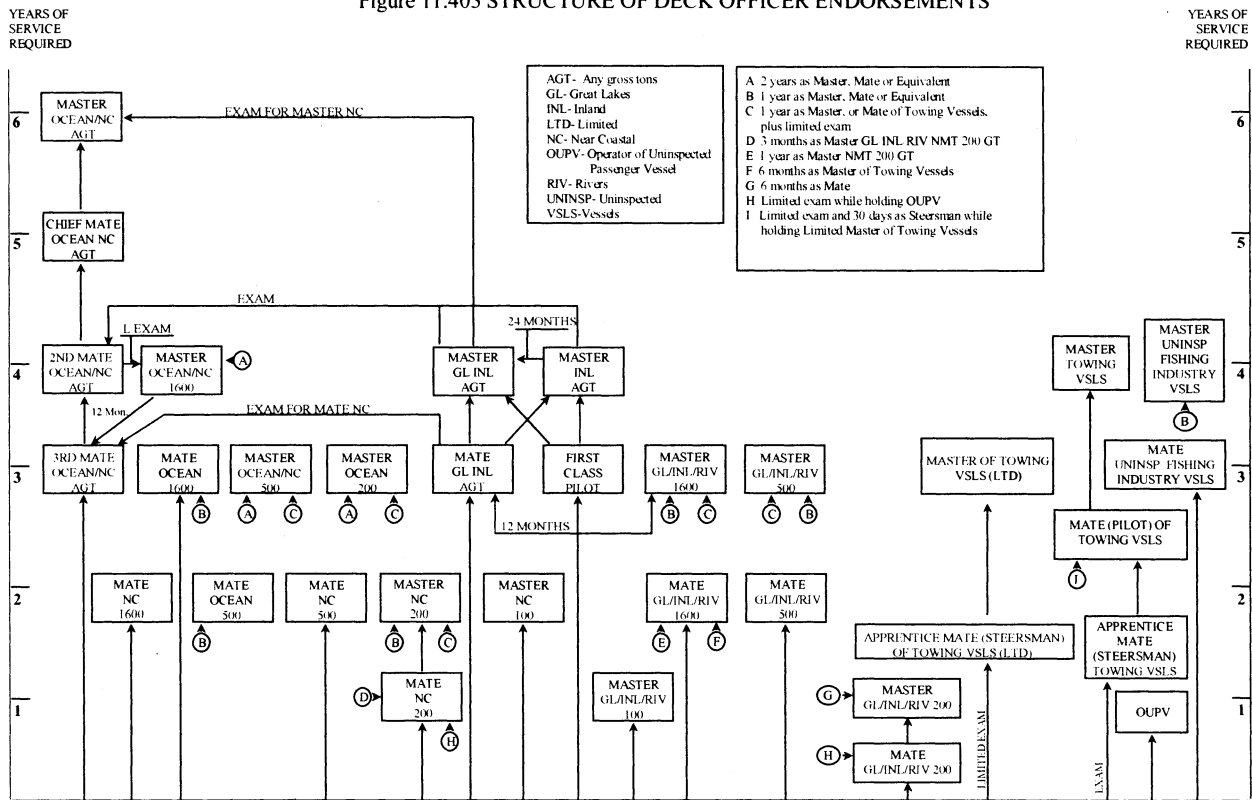 Figure 11.403 STRUCTURE OF DECK OFFICER ENDORSEMENTS
YEARS OF
SERVICE
REQUIRED
YEARS OF
SERVICE
REQUIRED
AGT- Any gross tons
GL- Great Lakes
INL- Inland
LTD- Limited
NC- Near Coastal
OUPV- Operator of Uninspected
Passenger Vessel
RIV- Rivers
UNINSP- Uninspected
VSLS-Vessels
A 2 years as Master, Mate or Equivalent
B 1 year as Master, Mate or Equivalent
C 1 year as Master, or Mate of Towing Vessels,
plus limited exam
D 3 months as Master GL INL RIV NMT 200 GT
E 1 year as Master NMT 200 GT
F 6 months as Master of Towing Vessels
G 6 months as Mate
H Limited exam while holding OUPV
I Limited exam and 30 days as Steersman while
holding Limited Master of Towing Vessels
6
MASTER
OCEAN/NC
AGT
EXAM FOR MASTER NC
6
5
CHIEF MATE
OCEAN NC
AGT
5
EXAM
L EXAM
24 MONTHS
4
2ND MATE
OCEAN/NC
AGT
MASTER
OCEAN/NC
1600
A
MASTER
GL INL
AGT
MASTER
INL
AGT
MASTER
TOWING
VSLS
MASTER
UNINSP
FISHING
INDUSTRY
VSLS
B
4
12 Mon.
EXAM FOR MATE NC
3
3RD MATE
OCEAN/NC
AGT
MATE
OCEAN
1600
B
MASTER
OCEAN/NC
500
A
C
MASTER
OCEAN
200
A
C
MATE
GL INL
AGT
FIRST
CLASS
PILOT
MASTER
GL/INL/RIV
1600
B
C
MASTER
GL/INL/RIV
500
C
B
MASTER OF TOWING
VSLS (LTD)
MATE
UNINSP FISHING
INDUSTRY VSLS
3
12 MONTHS
MATE (PILOT) OF
TOWING VSLS
I
2
MATE
NC
1600
MATE
OCEAN
500
B
MATE
NC
500
MASTER
NC
200
B
C
MASTER
NC
100
MATE
GL/INL/RIV
1600
E
F
MATE
GL/INL/RIV
500
2
APPRENTICE MATE (STEERSMAN)
OF TOWING VSLS (LTD)
APPRENTICE
MATE
(STEERSMAN)
TOWING VSLS
1
D
MATE
NC
200
H
MASTER
GL/INL/RIV
100
G
MASTER
GL/INL/RIV 200
H
MATE
GL/INL/RIV 200
LIMITED EXAM
EXAM
OUPV
1